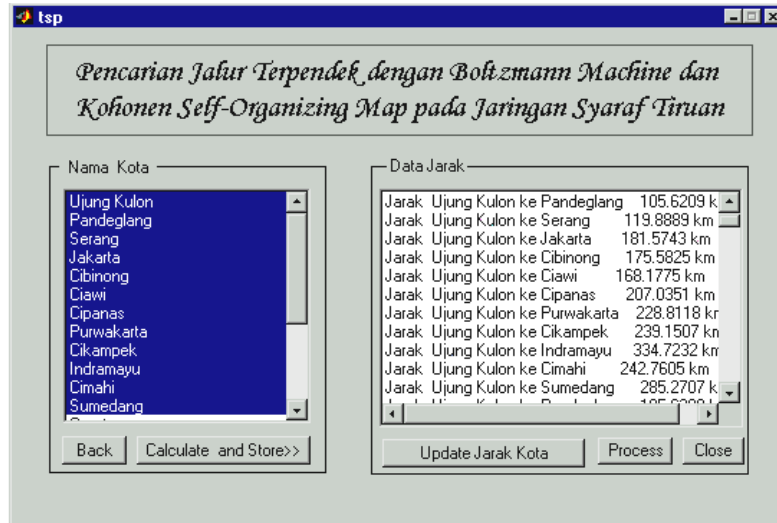 tsp
Pencarian Jalur Terpendek dengan Boltzmann Machine dan
Kohonen Self-Organizing Map pada Jaringan Syaraf Tiruan
Nama Kota
Ujung Kulon
Pandeglang
Serang
Jakarta
Cibinong
Ciawi
Cipanas
Purwakarta
Cikampek
Indramayu
Cimahi
Sumedang
Back
Calculate and Store>>
Data Jarak
Jarak Ujung Kulon ke Pandeglang 105.6209 k
Jarak Ujung Kulon ke Serang 119.8889 km
Jarak Ujung Kulon ke Jakarta 181.5743 km
Jarak Ujung Kulon ke Cibinong 175.5825 km
Jarak Ujung Kulon ke Ciawi 168.1775 km
Jarak Ujung Kulon ke Cipanas 207.0351 km
Jarak Ujung Kulon ke Purwakarta 228.8118 kr
Jarak Ujung Kulon ke Cikampek 239.1507 km
Jarak Ujung Kulon ke Indramayu 334.7232 km
Jarak Ujung Kulon ke Cimahi 242.7605 km
Jarak Ujung Kulon ke Sumedang 285.2707 k
Update Jarak Kota
Process
Close